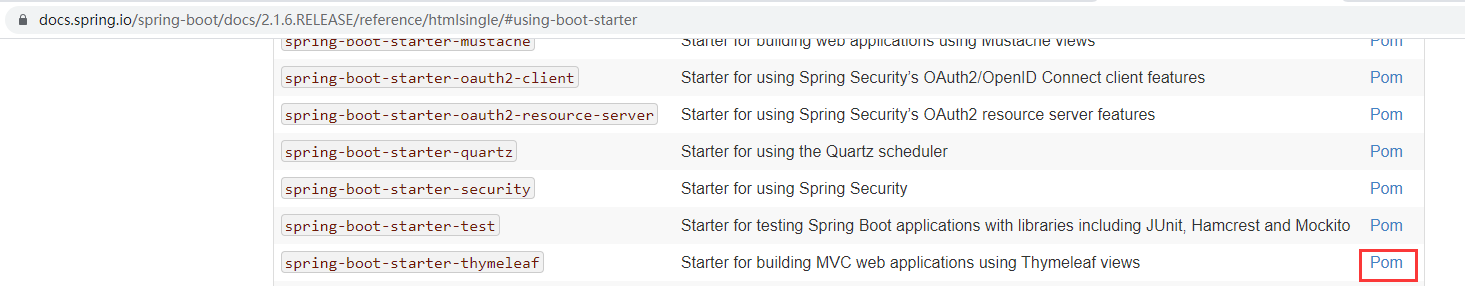 docs.spring.io/spring-boot/docs/2.1.6.RELEASE/reference/htmlsingle/#using-boot-starter
spring-boot-starter-mustache Starter for building web applications using Mustache views Pom
spring-boot-starter-oauth2-client Starter for using Spring Security’s OAuth2/OpenID Connect client features Pom
spring-boot-starter-oauth2-resource-server Starter for using Spring Security’s OAuth2 resource server features Pom
spring-boot-starter-quartz Starter for using the Quartz scheduler Pom
spring-boot-starter-security Starter for using Spring Security Pom
spring-boot-starter-test Starter for testing Spring Boot applications with libraries including JUnit, Hamcrest and Mockito Pom
spring-boot-starter-thymeleaf Starter for building MVC web applications using Thymeleaf views Pom